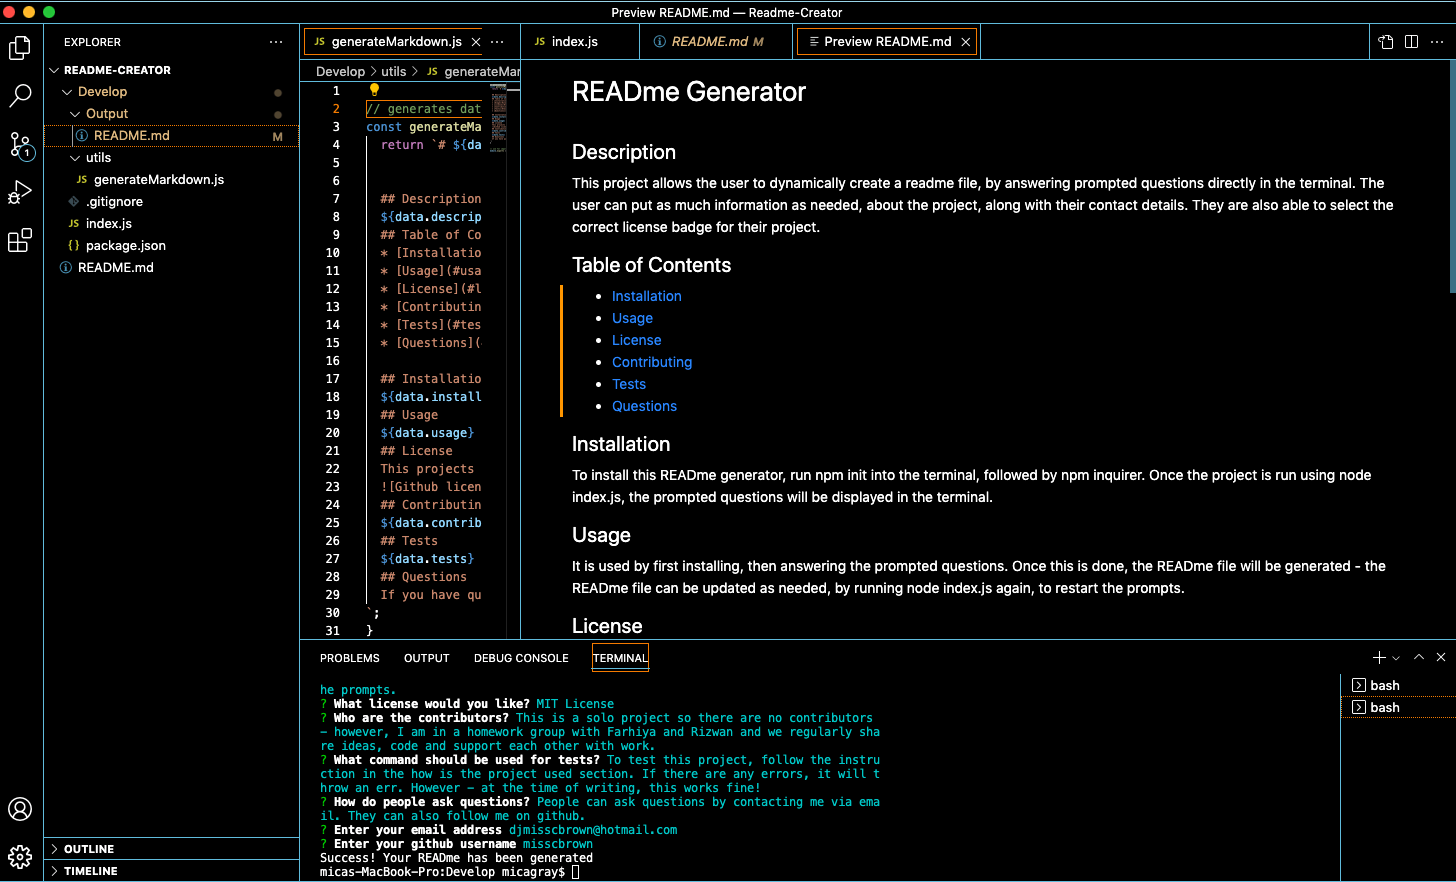 Preview README.md — Readme-Creator
EXPLORER
README-CREATOR
Develop
Output
README.md M
utils
JS generateMarkdown.js
.gitignore
JS index.js
{} package.json
README.md
OUTLINE
TIMELINE
JS generateMarkdown.js
JS index.js
README.md M
Preview README.md
Develop > utils > JS generateMar
1
2 // generates dat
3 const generateMa
4 return `# ${da
5
6
7 ## Description
8 ${data.descrip
9 ## Table of Co
10 * [Installatio
11 * [Usage](#usa
12 * [License](#l
13 * [Contributin
14 * [Tests](#tes
15 * [Questions](
16
17 ## Installatio
18 ${data.install
19 ## Usage
20 ${data.usage}
21 ## License
22 This projects
23 ![Github licen
24 ## Contributin
25 ${data.contrib
26 ## Tests
27 ${data.tests}
28 ## Questions
29 If you have qu
30 `;
31 }
READme Generator
Description
This project allows the user to dynamically create a readme file, by answering prompted questions directly in the terminal. The
user can put as much information as needed, about the project, along with their contact details. They are also able to select the
correct license badge for their project.
Table of Contents
• Installation
• Usage
• License
• Contributing
• Tests
• Questions
Installation
To install this READme generator, run npm init into the terminal, followed by npm inquirer. Once the project is run using node
index.js, the prompted questions will be displayed in the terminal.
Usage
It is used by first installing, then answering the prompted questions. Once this is done, the READme file will be generated - the
READme file can be updated as needed, by running node index.js again, to restart the prompts.
License
PROBLEMS OUTPUT DEBUG CONSOLE TERMINAL
he prompts.
? What license would you like? MIT License
? Who are the contributors? This is a solo project so there are no contributors
– however, I am in a homework group with Farhiya and Rizwan and we regularly sha
re ideas, code and support each other with work.
? What command should be used for tests? To test this project, follow the instru
ction in the how is the project used section. If there are any errors, it will t
hrow an err. However – at the time of writing, this works fine!
? How do people ask questions? People can ask questions by contacting me via ema
il. They can also follow me on github.
? Enter your email address djmisscbrown@hotmail.com
? Enter your github username misscbrown
Success! Your READme has been generated
micas-MacBook-Pro:Develop micagray$
bash
bash
1